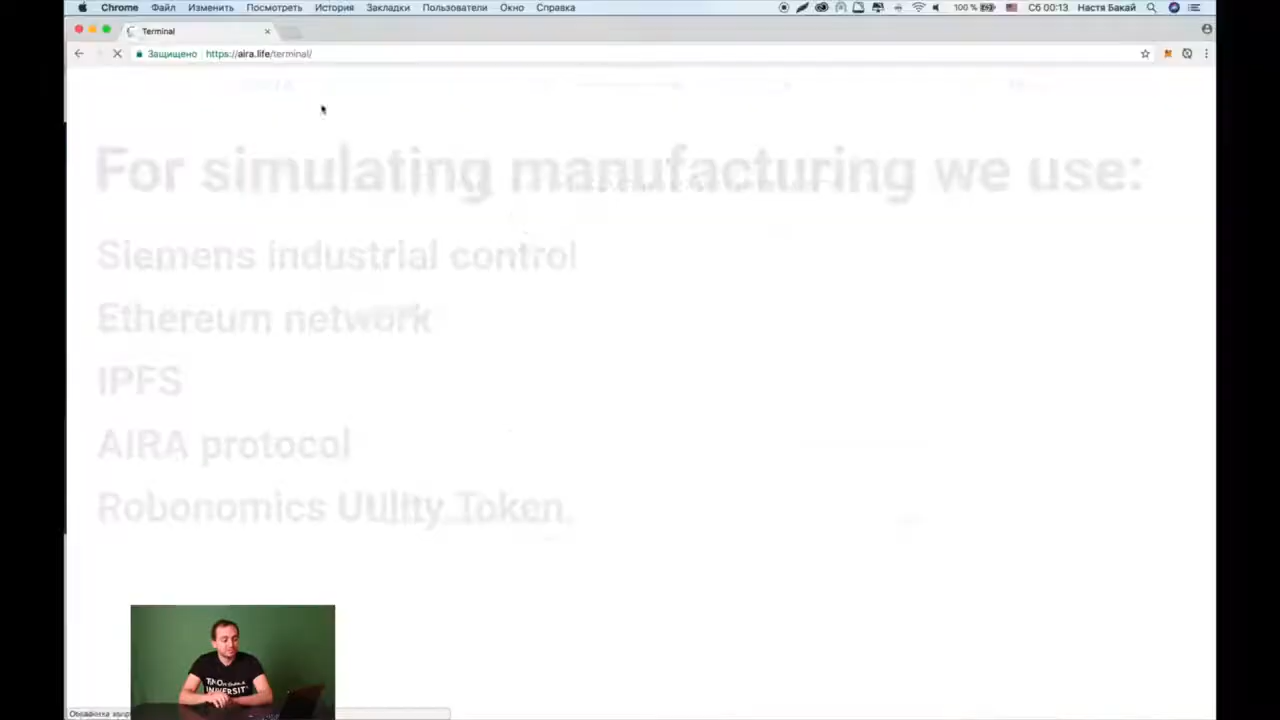 Chrome Файл Изменить Посмотреть История Закладки Пользователи Окно Справка 100 % Сб 00:13 Настя Бакай
Terminal
Защищено https://aira.life/terminal/
For simulating manufacturing we use:
Siemens industrial control
Ethereum network
IPFS
AIRA protocol
Robonomics Utility Token